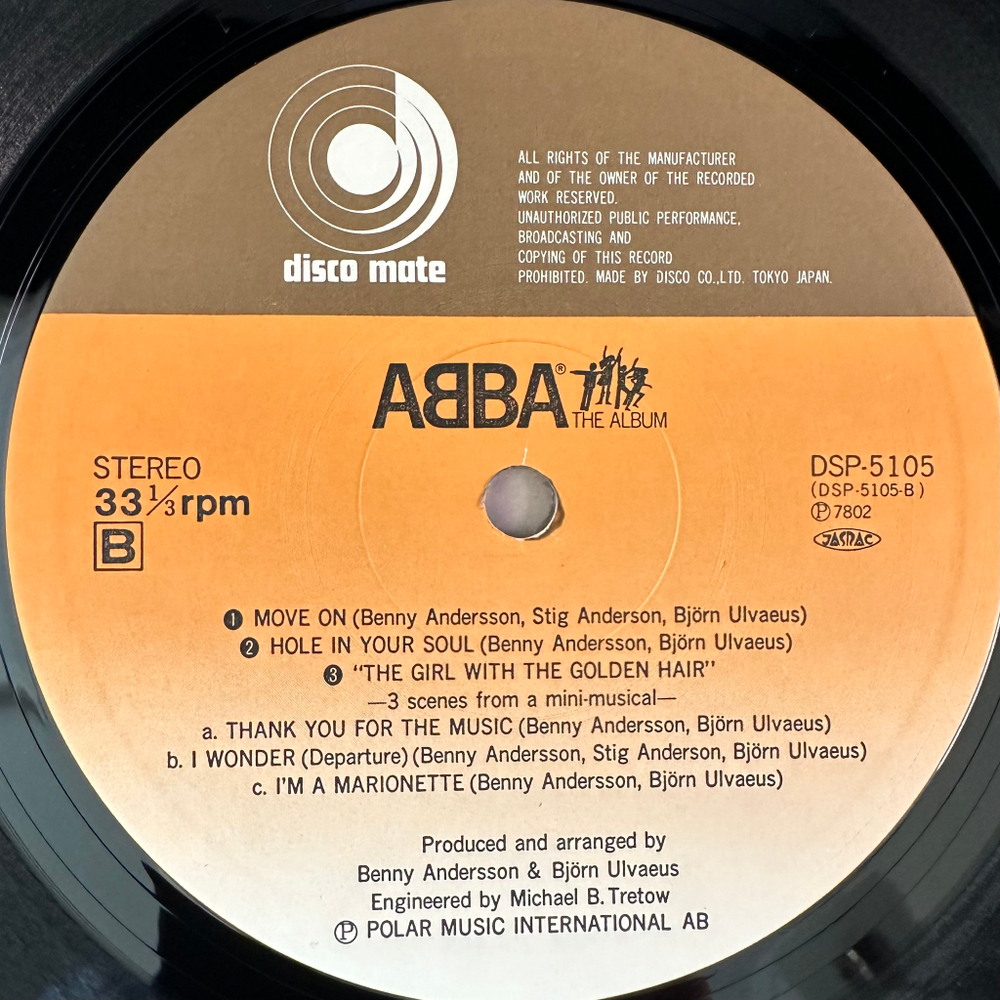 disco mate
ALL RIGHTS OF THE MANUFACTURER
AND OF THE OWNER OF THE RECORDED
WORK RESERVED.
UNAUTHORIZED PUBLIC PERFORMANCE,
BROADCASTING AND
COPYING OF THIS RECORD
PROHIBITED. MADE BY DISCO CO.,LTD. TOKYO JAPAN.
ABBA®
THE ALBUM
STEREO
33 1/3 rpm
B
DSP-5105
(DSP-5105-B)
Ⓟ 7802
JASRAC
❶ MOVE ON (Benny Andersson, Stig Anderson, Björn Ulvaeus)
❷ HOLE IN YOUR SOUL (Benny Andersson, Björn Ulvaeus)
❸ “THE GIRL WITH THE GOLDEN HAIR”
—3 scenes from a mini-musical—
a. THANK YOU FOR THE MUSIC (Benny Andersson, Björn Ulvaeus)
b. I WONDER (Departure) (Benny Andersson, Stig Anderson, Björn Ulvaeus)
c. I'M A MARIONETTE (Benny Andersson, Björn Ulvaeus)
Produced and arranged by
Benny Andersson & Björn Ulvaeus
Engineered by Michael B. Tretow
Ⓟ POLAR MUSIC INTERNATIONAL AB